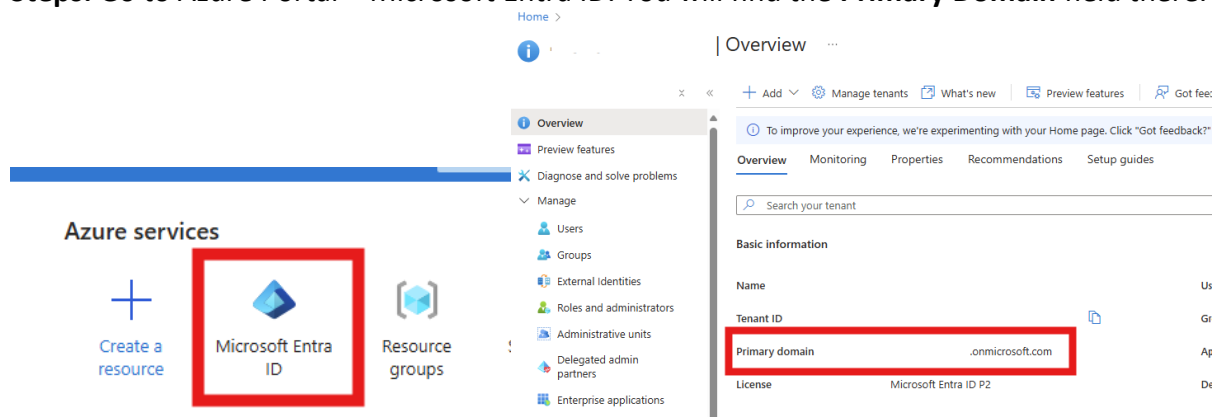 Home >
Overview ...
Add
Manage tenants
What's new
Preview features
Got
Overview
Preview features
Diagnose and solve problems
Manage
Users
Groups
External Identities
Roles and administrators
Administrative units
Delegated admin
partners
Enterprise applications
To improve your experience, we're experimenting with your Home page. Click "Got feedback?"
Overview Monitoring Properties Recommendations Setup guides
Search your tenant
Basic information
Name
Tenant ID
Primary domain .onmicrosoft.com
License Microsoft Entra ID P2
Azure services
Create a
resource
Microsoft Entra
ID
Resource
groups